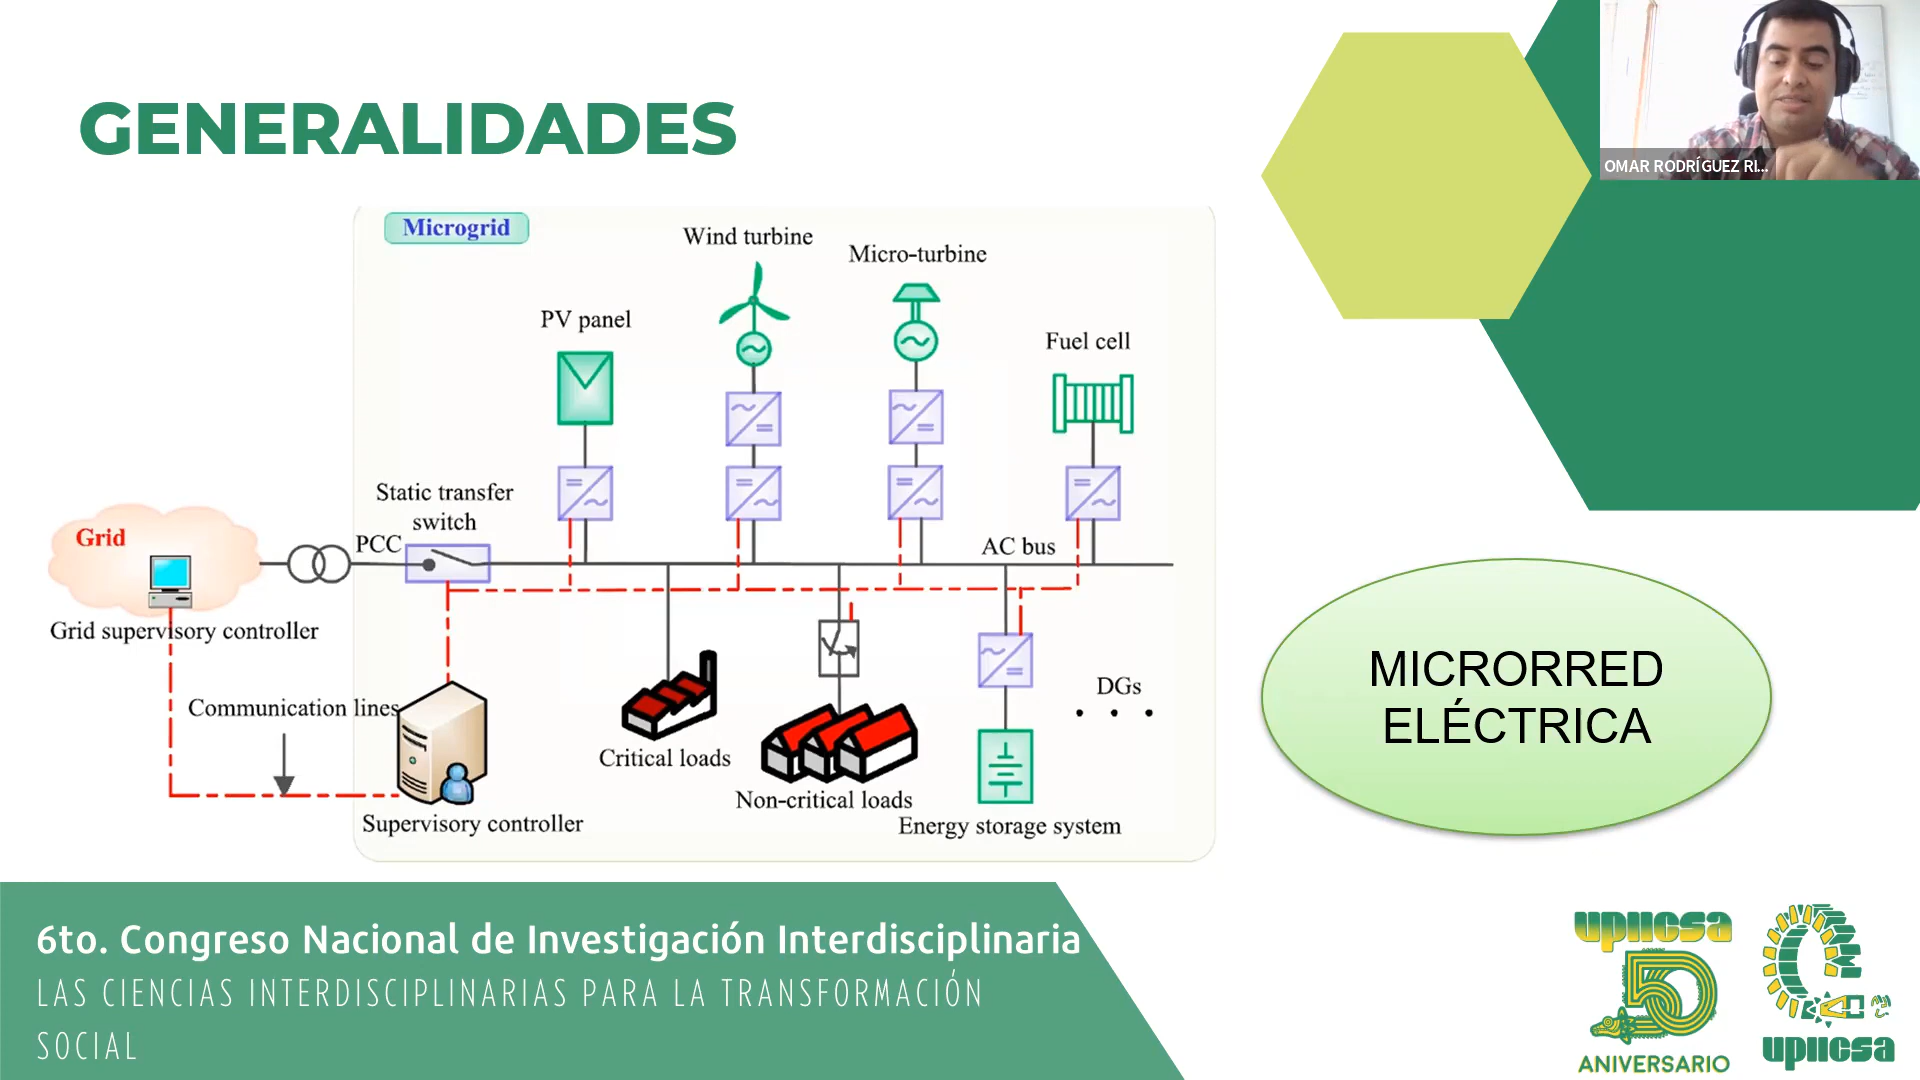 GENERALIDADES
OMAR RODRÍGUEZ RI...
Microgrid
Wind turbine
Micro-turbine
PV panel
Fuel cell
Static transfer
switch
Grid
PCC
AC bus
Grid supervisory controller
Communication lines
DGs
Critical loads
Non-critical loads
Supervisory controller
Energy storage system
MICRORRED
ELÉCTRICA
6to. Congreso Nacional de Investigación Interdisciplinaria
LAS CIENCIAS INTERDISCIPLINARIAS PARA LA TRANSFORMACIÓN
SOCIAL
UPIICSA
50
ANIVERSARIO
UPIICSA